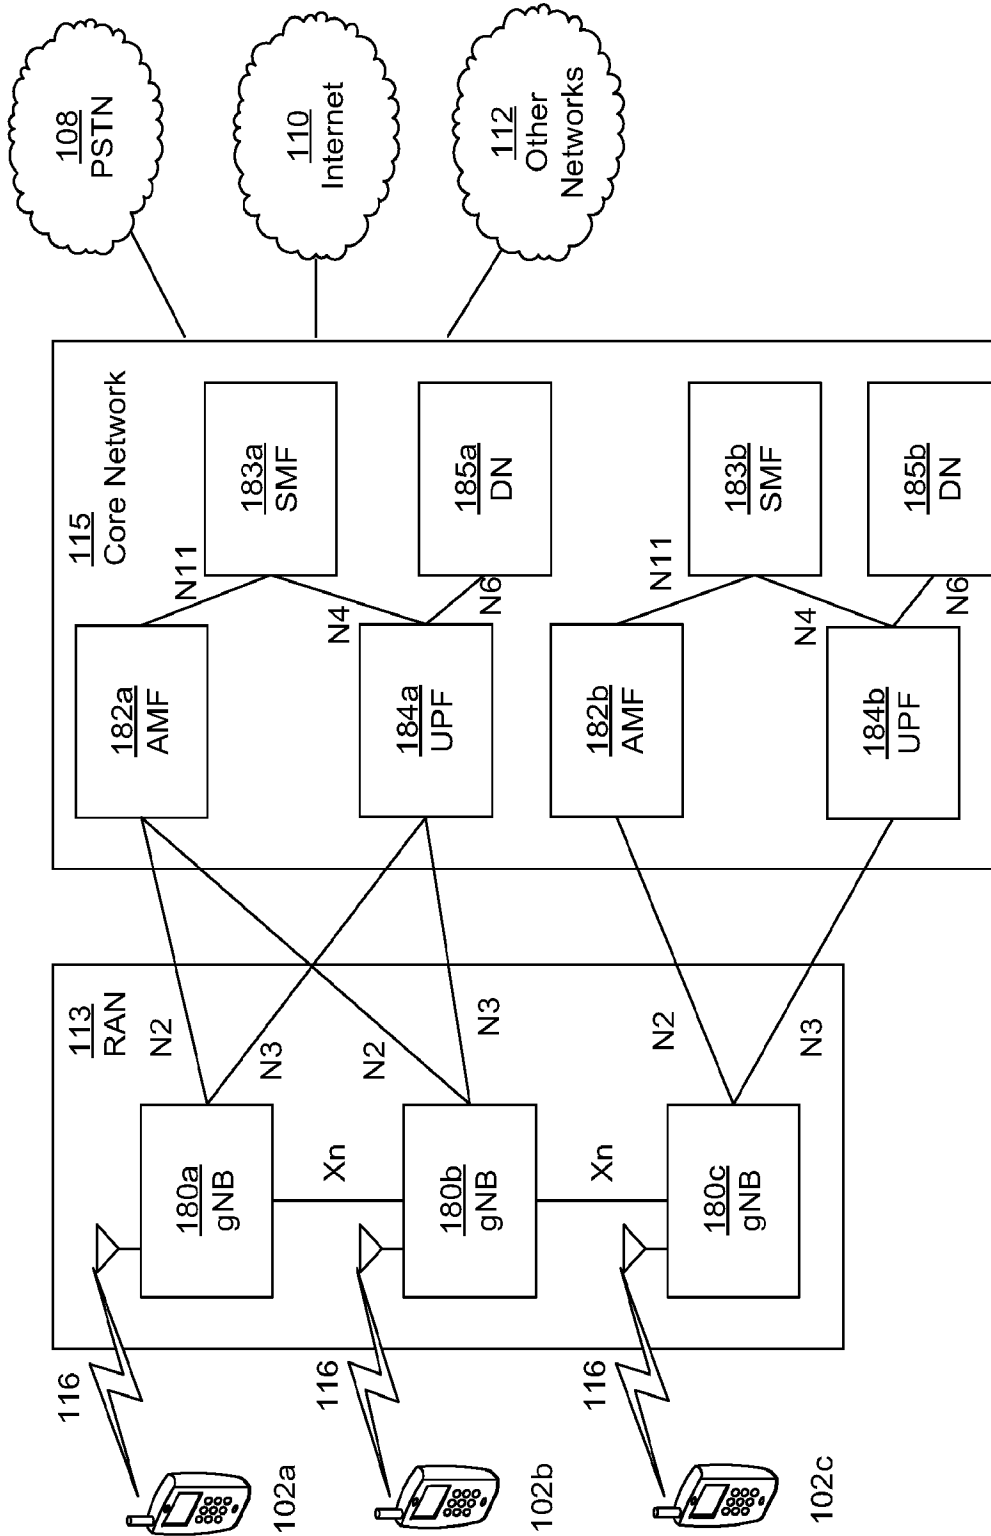 102a
102b
102c
116
116
116
113
RAN
180a
gNB
Xn
180b
gNB
Xn
180c
gNB
N2
N3
N2
N3
N2
N3
115
Core Network
182a
AMF
N11
183a
SMF
N4
184a
UPF
N6
185a
DN
182b
AMF
N11
183b
SMF
N4
184b
UPF
N6
185b
DN
108
PSTN
110
Internet
112
Other
Networks